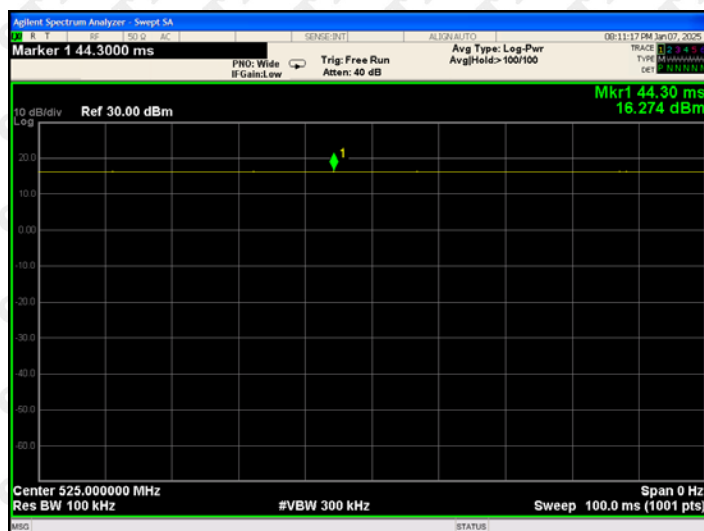 Agilent Spectrum Analyzer - Swept SA
R T RF 50 Ω AC SENSE:INT ALIGN AUTO 08:11:17 PM Jan 07, 2025
Marker 1 44.3000 ms
PNO: Wide
IFGain:Low
Trig: Free Run
Atten: 40 dB
Avg Type: Log-Pwr
Avg|Hold:>100/100
TRACE 1 2 3 4 5 6
TYPE M
DET P N N N N N
Mkr1 44.30 ms
16.274 dBm
10 dB/div Ref 30.00 dBm
Log
1
20.0
10.0
0.00
-10.0
-20.0
-30.0
-40.0
-50.0
-60.0
Center 525.000000 MHz Span 0 Hz
Res BW 100 kHz #VBW 300 kHz Sweep 100.0 ms (1001 pts)
MSG STATUS